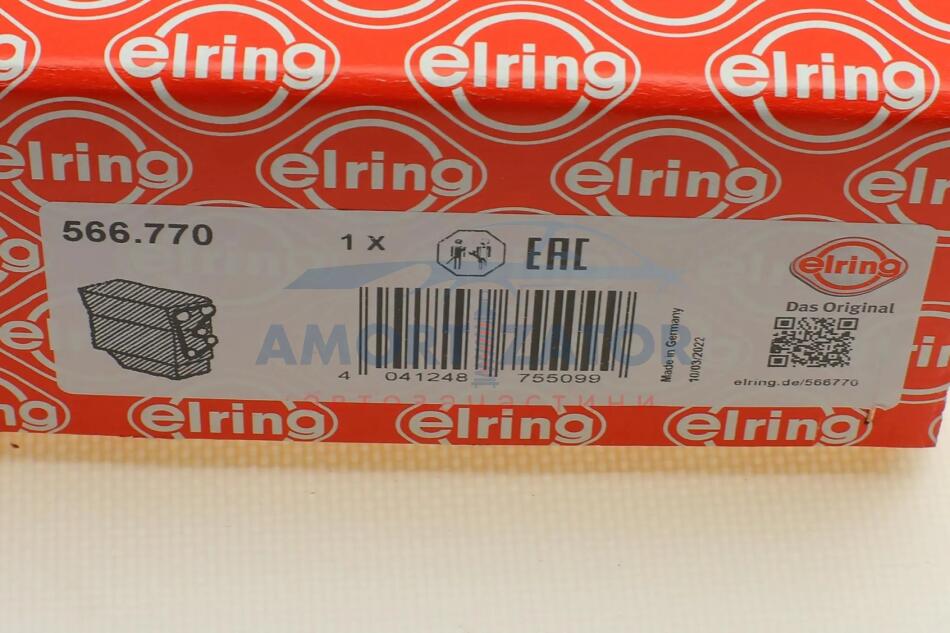 elring elring elring
elring elring elring
566.770
1 X
EAC
elring
Das Original
AMORTIZATOR
автозапчастини
4 041248 755099
Made in Germany
10/03/2022
elring.de/566770
elring elring elring